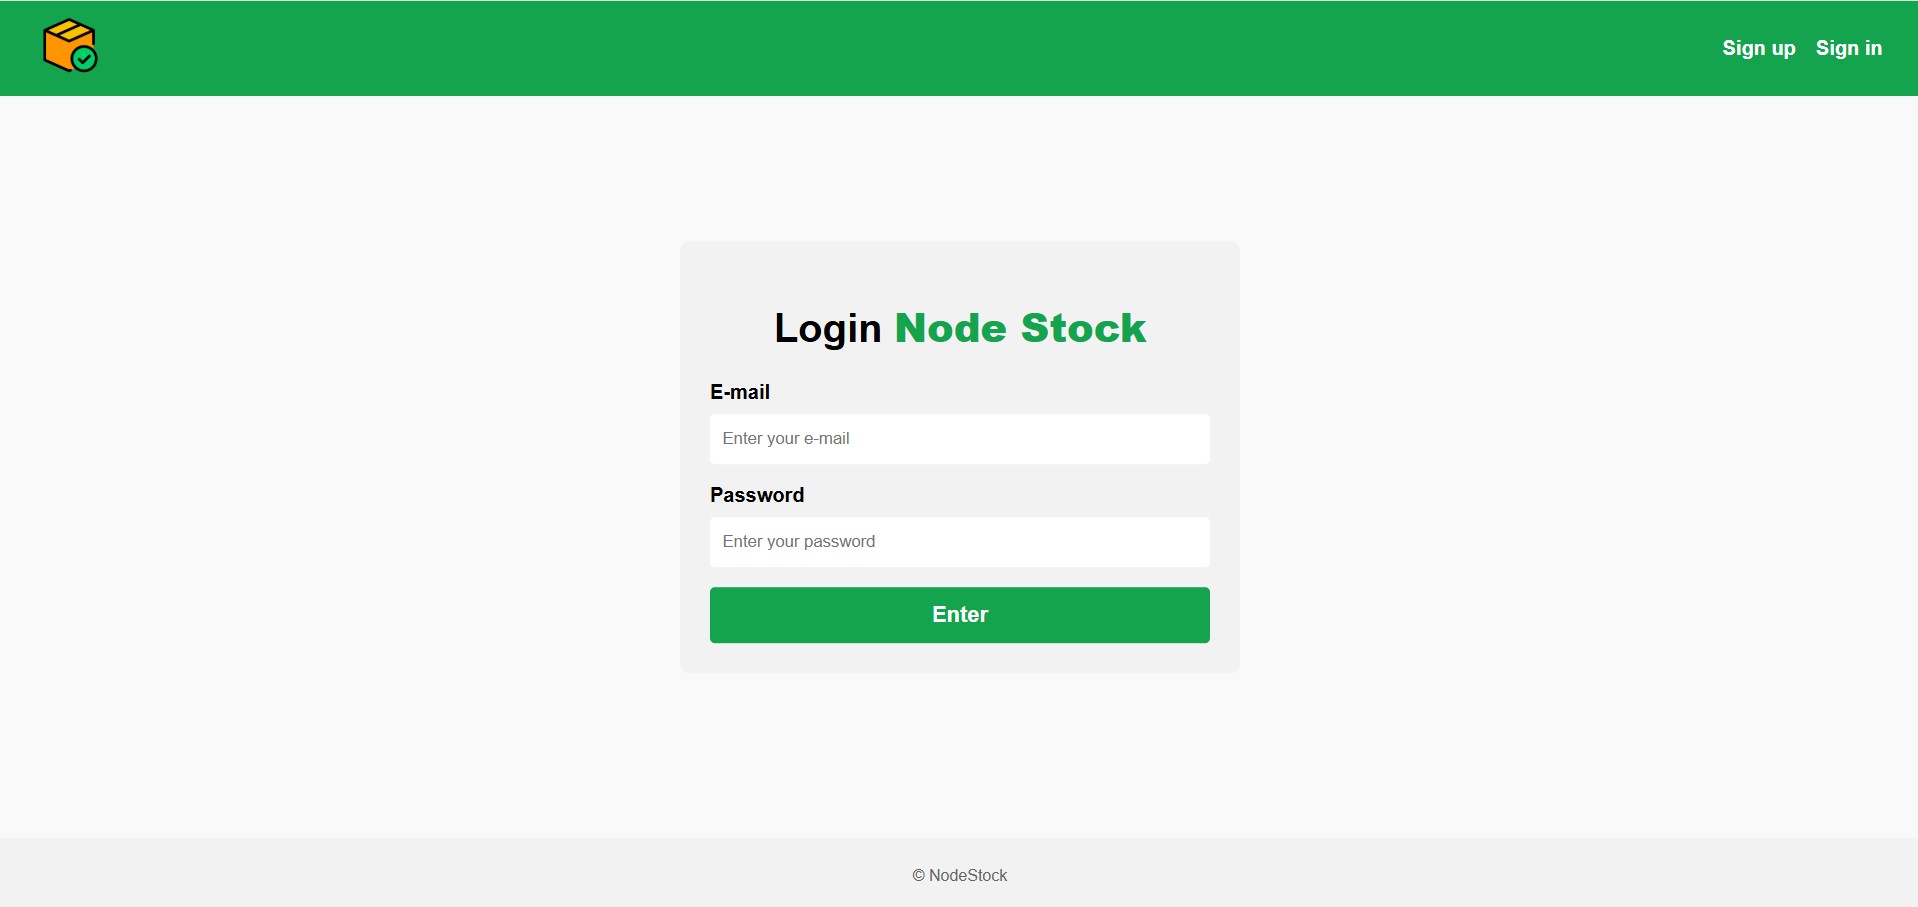 Sign up Sign in
Login Node Stock
E-mail
Enter your e-mail
Password
Enter your password
Enter
© NodeStock